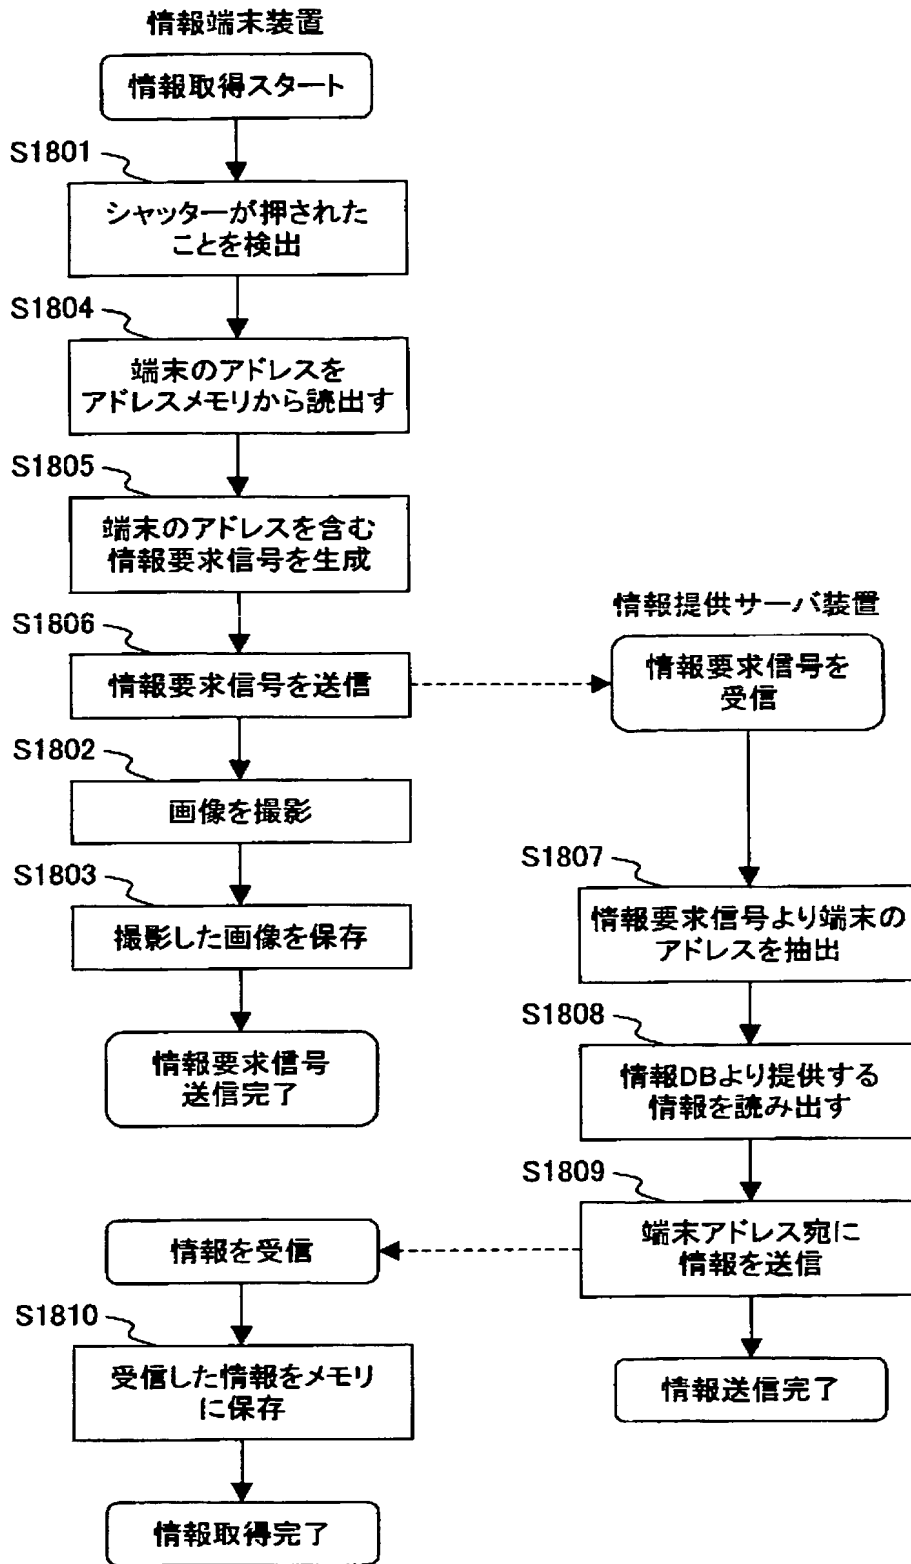 情報端末装置
情報取得スタート
S1801
シャッターが押された
ことを検出
S1804
端末のアドレスを
アドレスメモリから読出す
S1805
端末のアドレスを含む
情報要求信号を生成
S1806
情報要求信号を送信
S1802
画像を撮影
S1803
撮影した画像を保存
情報要求信号
送信完了
情報提供サーバ装置
情報要求信号を
受信
S1807
情報要求信号より端末の
アドレスを抽出
S1808
情報DBより提供する
情報を読み出す
S1809
端末アドレス宛に
情報を送信
情報送信完了
情報を受信
S1810
受信した情報をメモリ
に保存
情報取得完了